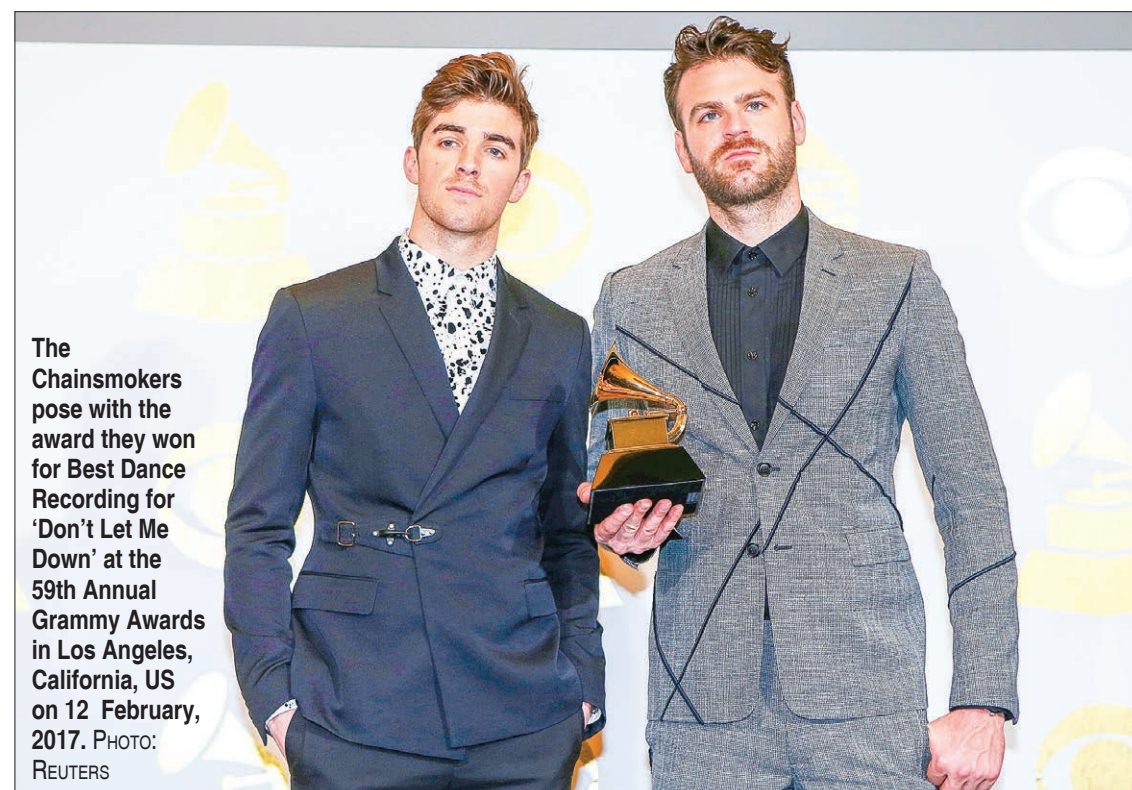 The
Chainsmokers
pose with the
award they won
for Best Dance
Recording for
‘Don’t Let Me
Down’ at the
59th Annual
Grammy Awards
in Los Angeles,
California, US
on 12 February,
2017. PHOTO:
REUTERS